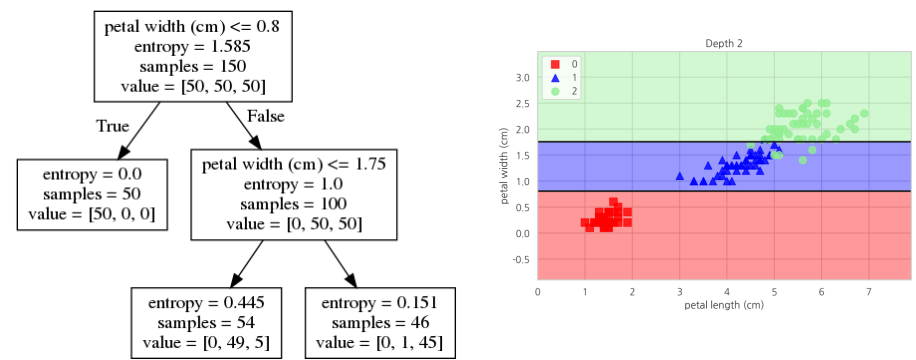 petal width (cm) <= 0.8
entropy = 1.585
samples = 150
value = [50, 50, 50]
True
False
entropy = 0.0
samples = 50
value = [50, 0, 0]
petal width (cm) <= 1.75
entropy = 1.0
samples = 100
value = [0, 50, 50]
entropy = 0.445
samples = 54
value = [0, 49, 5]
entropy = 0.151
samples = 46
value = [0, 1, 45]
Depth 2
0
1
2
petal width (cm)
3.0
2.5
2.0
1.5
1.0
0.5
0.0
-0.5
0 1 2 3 4 5 6 7
petal length (cm)